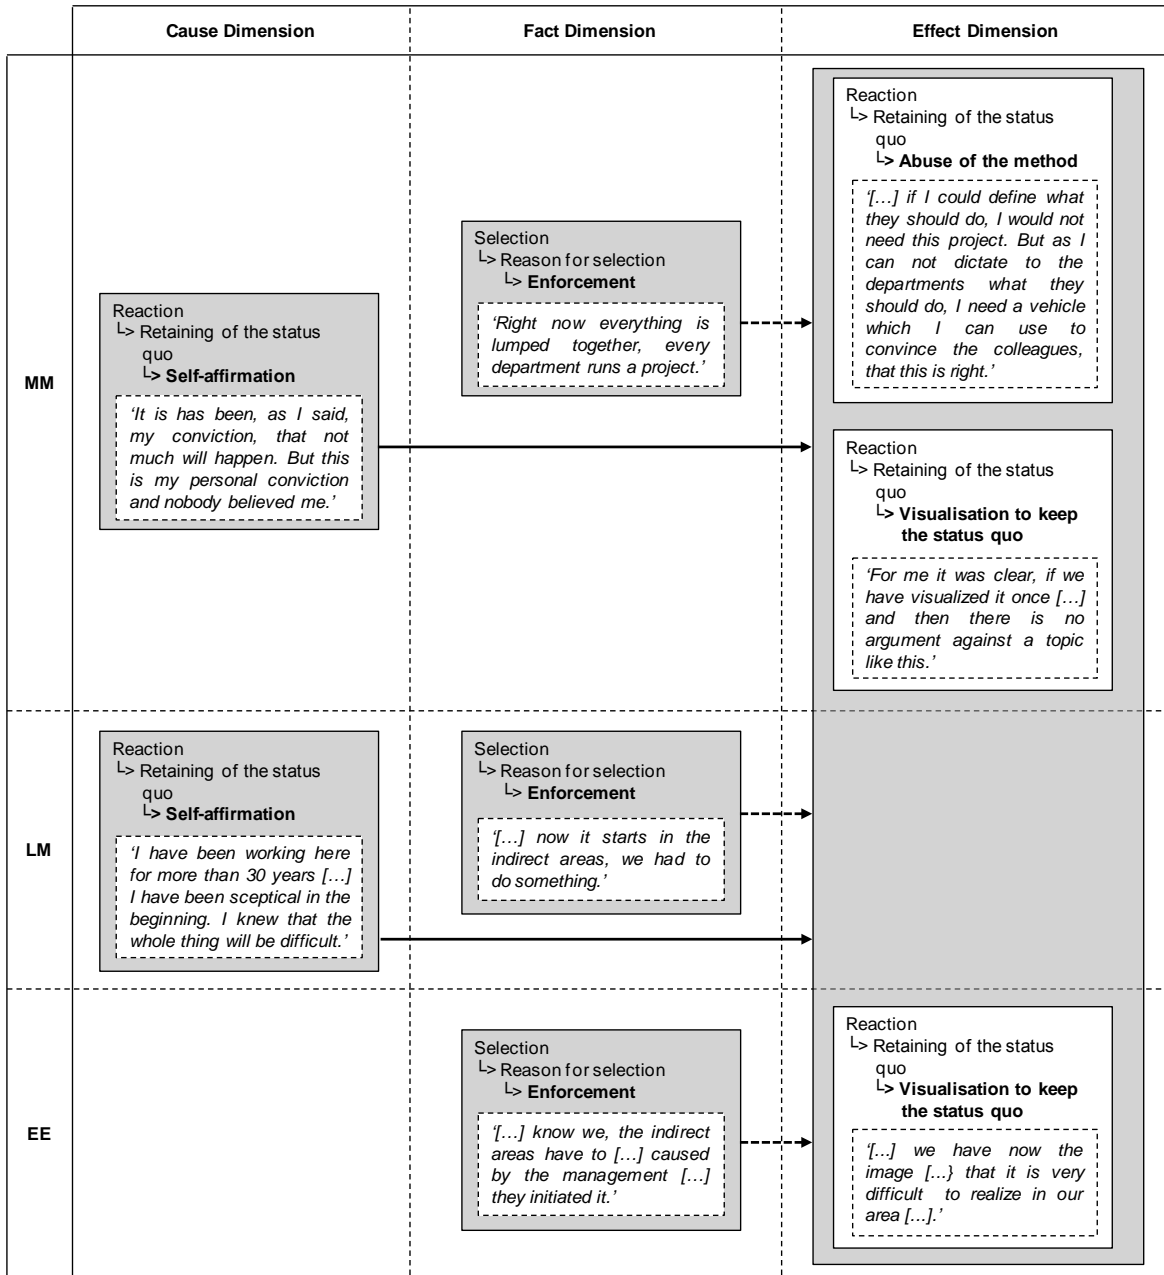 Cause Dimension
Fact Dimension
Effect Dimension
MM
Reaction
Retaining of the status
quo
Self-affirmation
‘It is has been, as I said,
my conviction, that not
much will happen. But this
is my personal conviction
and nobody believed me.’
Selection
Reason for selection
Enforcement
‘Right now everything is
lumped together, every
department runs a project.’
Reaction
Retaining of the status
quo
Abuse of the method
‘[…] if I could define what
they should do, I would not
need this project. But as I
can not dictate to the
departments what they
should do, I need a vehicle
which I can use to
convince the colleagues,
that this is right.’
Reaction
Retaining of the status
quo
Visualisation to keep
the status quo
‘For me it was clear, if we
have visualized it once […]
and then there is no
argument against a topic
like this.’
LM
Reaction
Retaining of the status
quo
Self-affirmation
‘I have been working here
for more than 30 years […]
I have been sceptical in the
beginning. I knew that the
whole thing will be difficult.’
Selection
Reason for selection
Enforcement
‘[…] now it starts in the
indirect areas, we had to
do something.’
EE
Selection
Reason for selection
Enforcement
‘[…] know we, the indirect
areas have to […] caused
by the management […]
they initiated it.’
Reaction
Retaining of the status
quo
Visualisation to keep
the status quo
‘[…] we have now the
image […} that it is very
difficult to realize in our
area […].’